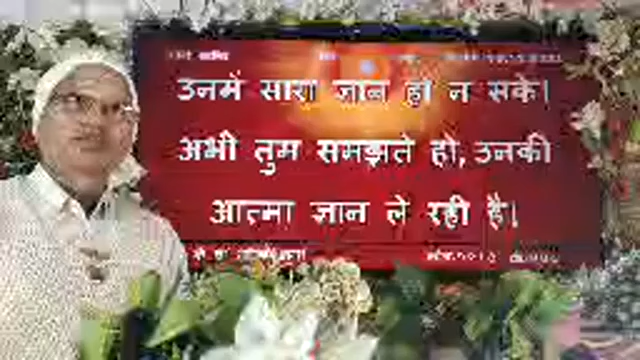 उनमें सारा ज्ञान हो न सके।
अभी तुम समझते हो, उनकी
आत्मा ज्ञान ले रही है।